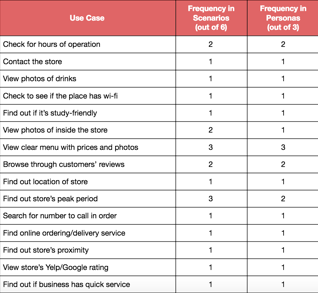 Use Case Frequency in Scenarios (out of 6) Frequency in Personas (out of 3)
Check for hours of operation 2 2
Contact the store 1 1
View photos of drinks 1 1
Check to see if the place has wi-fi 1 1
Find out if it's study-friendly 1 1
View photos of inside the store 2 1
View clear menu with prices and photos 3 3
Browse through customers' reviews 2 2
Find out location of store 1 1
Find out store's peak period 3 2
Search for number to call in order 1 1
Find online ordering/delivery service 1 1
Find out store's proximity 1 1
View store's Yelp/Google rating 1 1
Find out if business has quick service 1 1